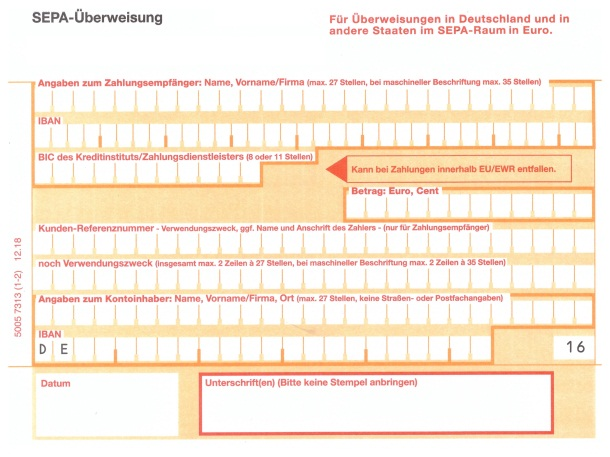 SEPA-Überweisung
Für Überweisungen in Deutschland und in
andere Staaten im SEPA-Raum in Euro.
Angaben zum Zahlungsempfänger: Name, Vorname/Firma (max. 27 Stellen, bei maschineller Beschriftung max. 35 Stellen)
IBAN
BIC des Kreditinstituts/Zahlungsdienstleisters (8 oder 11 Stellen)
Kann bei Zahlungen innerhalb EU/EWR entfallen.
Betrag: Euro, Cent
Kunden-Referenznummer - Verwendungszweck, ggf. Name und Anschrift des Zahlers - (nur für Zahlungsempfänger)
noch Verwendungszweck (insgesamt max. 2 Zeilen à 27 Stellen, bei maschineller Beschriftung max. 2 Zeilen à 35 Stellen)
Angaben zum Kontoinhaber: Name, Vorname/Firma, Ort (max. 27 Stellen, keine Straßen- oder Postfachangaben)
IBAN
D E
16
Datum
Unterschrift(en) (Bitte keine Stempel anbringen)
5005 7313 (1-2) 12.18